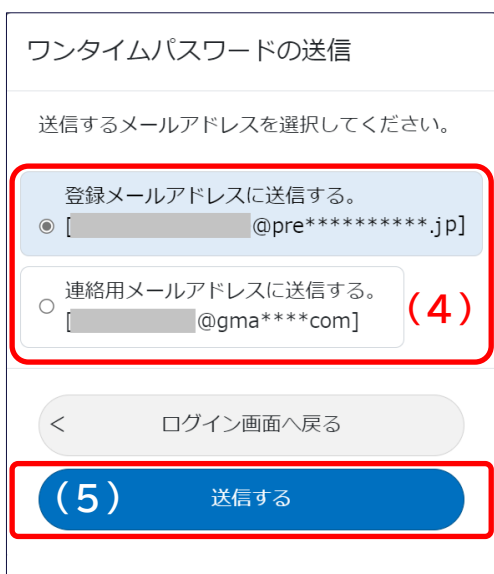 ワンタイムパスワードの送信
送信するメールアドレスを選択してください。
登録メールアドレスに送信する。
[ @pre**********.jp]
連絡用メールアドレスに送信する。
[ @gma****com]
(4)
< ログイン画面へ戻る
(5) 送信する